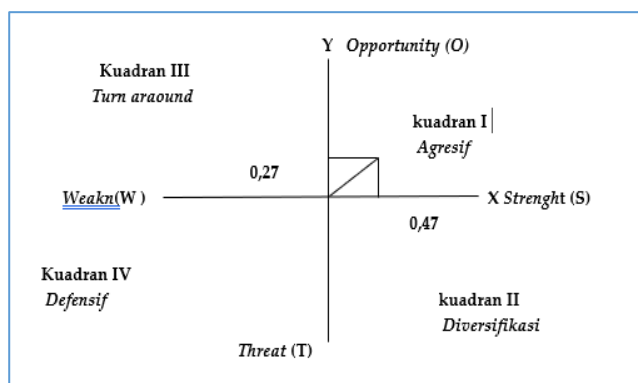 Y Opportunity (O)
Kuadran III
Turn araound
kuadran I
Agresif
0,27
Weakn(W )
X Strenght (S)
0,47
Kuadran IV
Defensif
kuadran II
Diversifikasi
Threat (T)